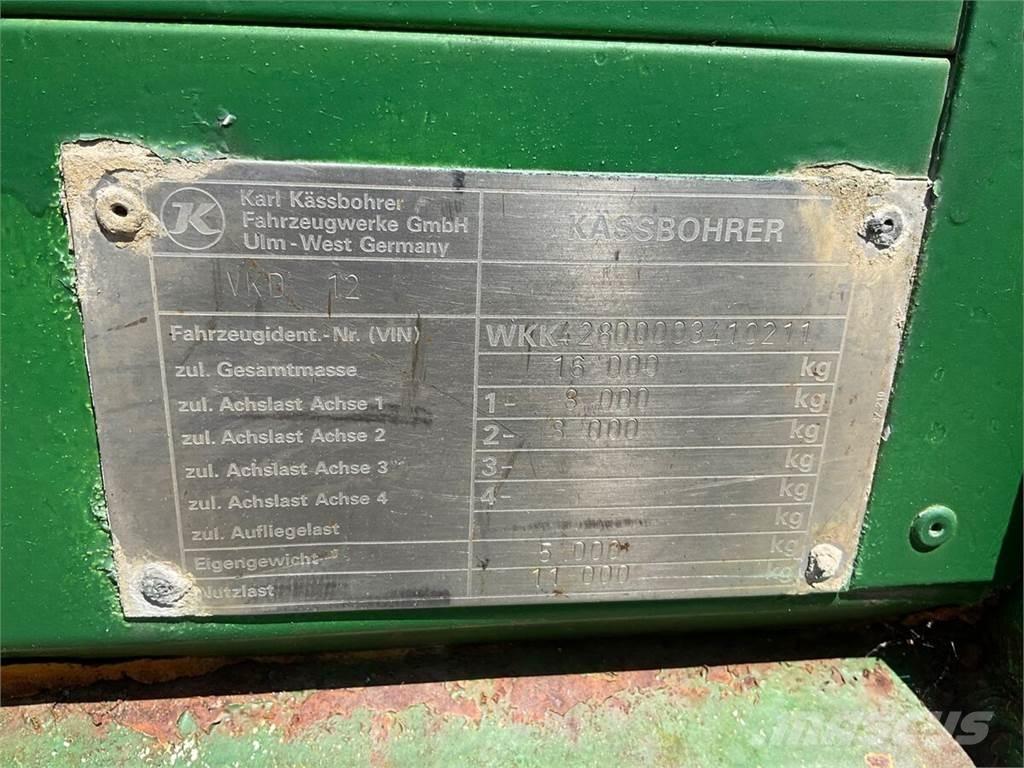 K
Karl Kässbohrer
Fahrzeugwerke GmbH
Ulm - West Germany
KÄSSBOHRER
VKD 12
Fahrzeugident.-Nr. (VIN) WKK42800003410211
zul. Gesamtmasse 16 000 kg
zul. Achslast Achse 1 1- 8 000 kg
zul. Achslast Achse 2 2- 8 000 kg
zul. Achslast Achse 3 3- kg
zul. Achslast Achse 4 4- kg
zul. Aufliegelast kg
Eigengewicht 5 000 kg
Nutzlast 11 000 kg
mascus